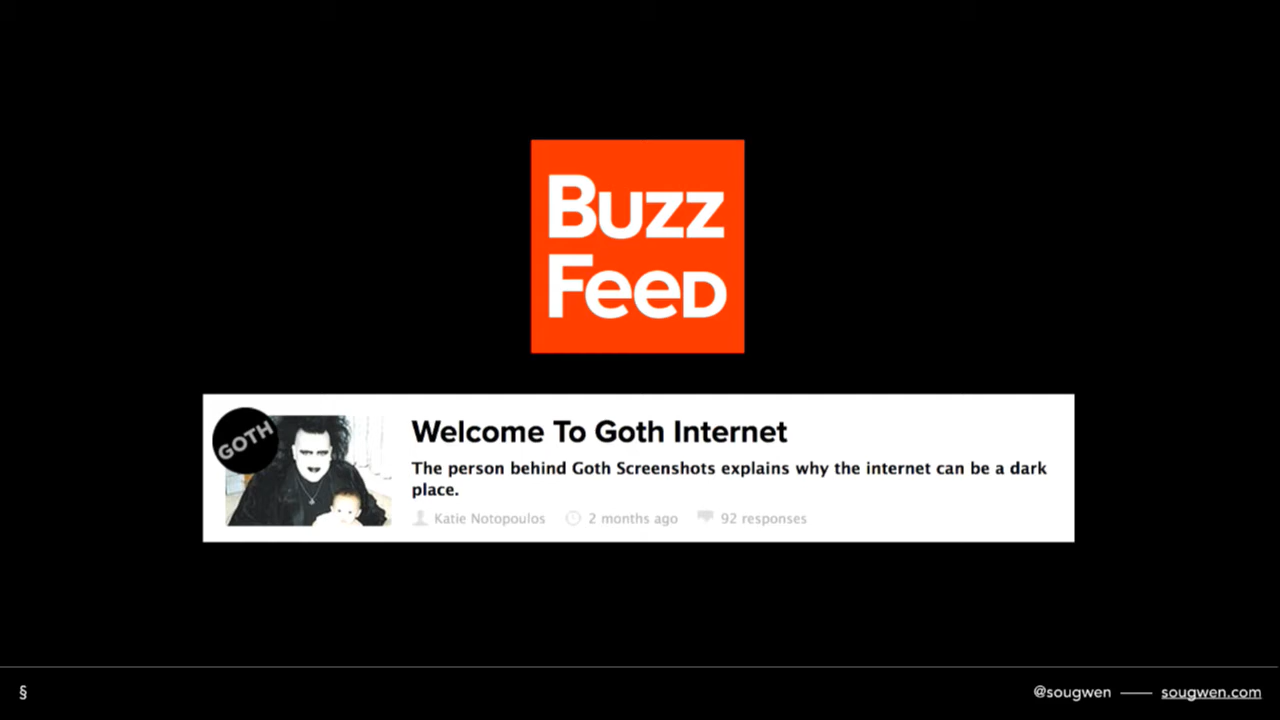 Buzz
FeeD
GOTH
Welcome To Goth Internet
The person behind Goth Screenshots explains why the internet can be a dark
place.
Katie Notopoulos 2 months ago 92 responses
§ @sougwen sougwen.com